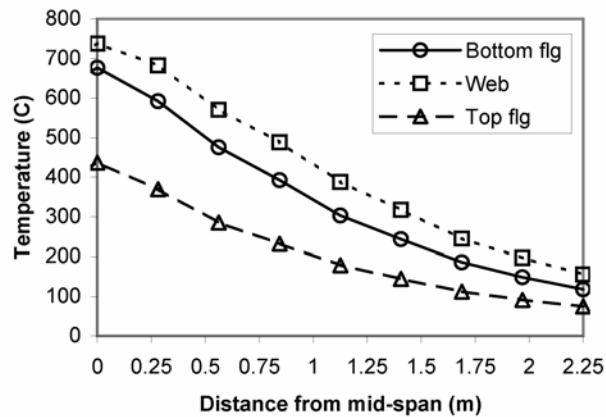 Temperature (C)
800
700
600
500
400
300
200
100
0
Bottom flg
Web
Top flg
0 0.25 0.5 0.75 1 1.25 1.5 1.75 2 2.25
Distance from mid-span (m)